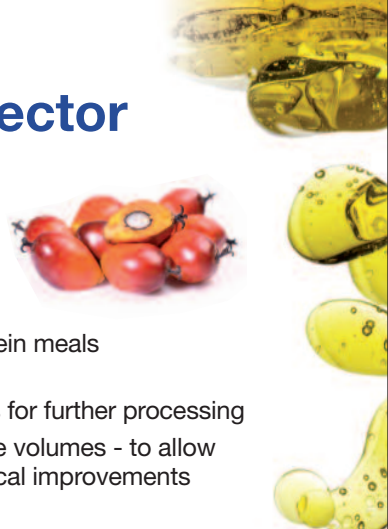 ector
ein meals
for further processing
e volumes - to allow
cal improvements